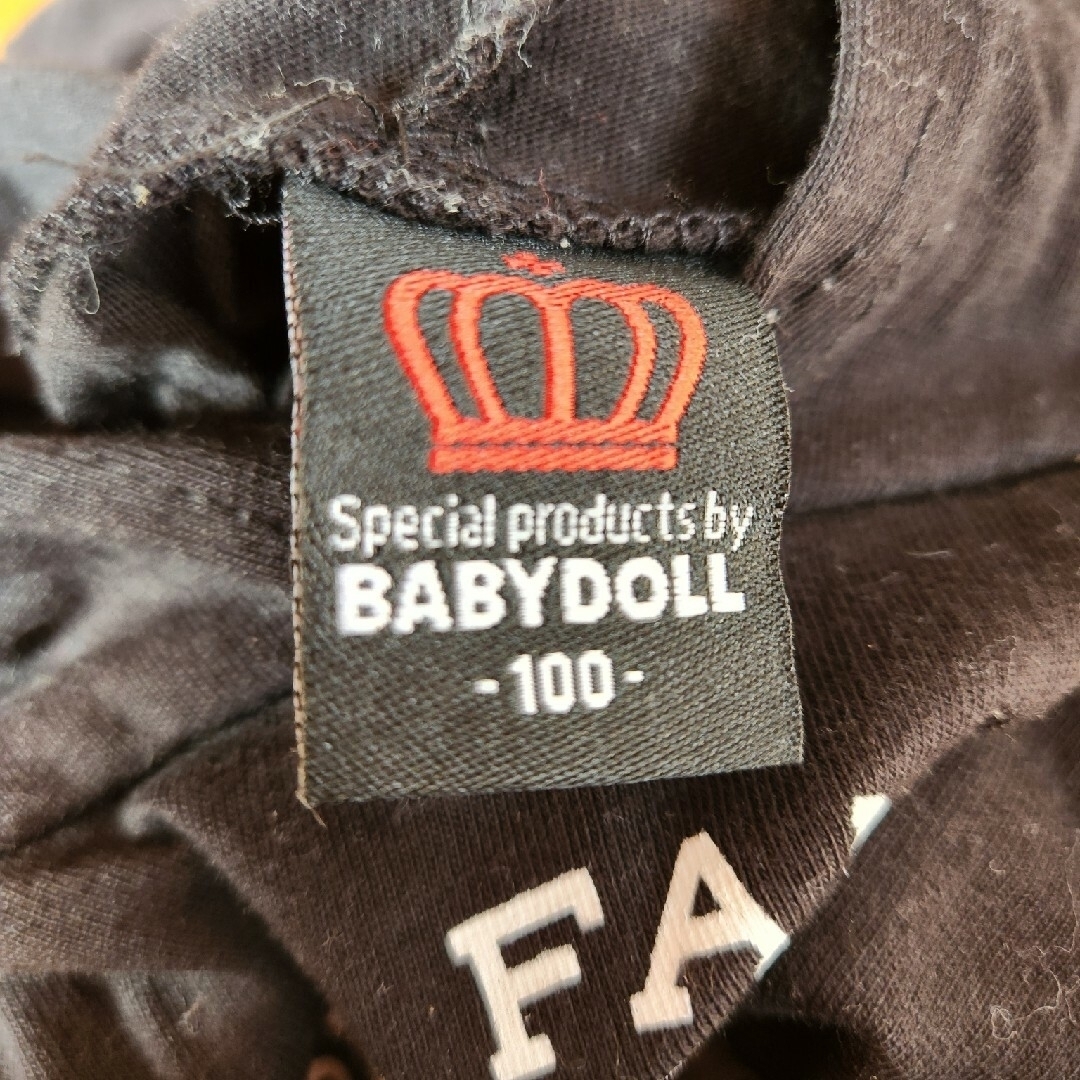 Special products by
BABYDOLL
-100-
FA